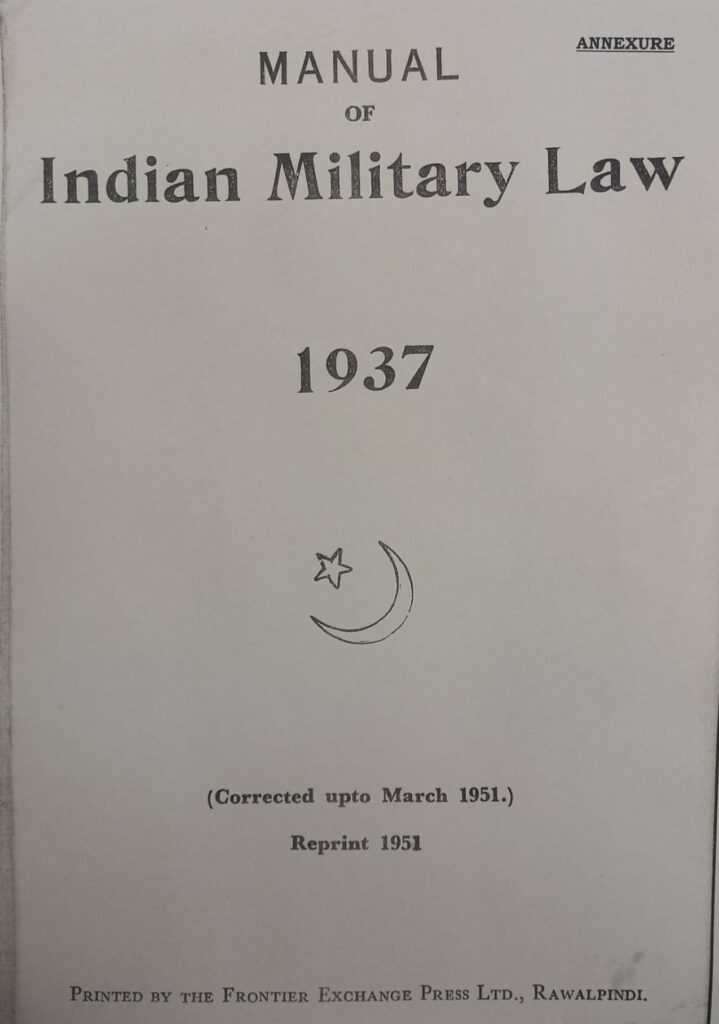 ANNEXURE
MANUAL
OF
Indian Military Law
1937
(Corrected upto March 1951.)
Reprint 1951
PRINTED BY THE FRONTIER EXCHANGE PRESS LTD., RAWALPINDI.